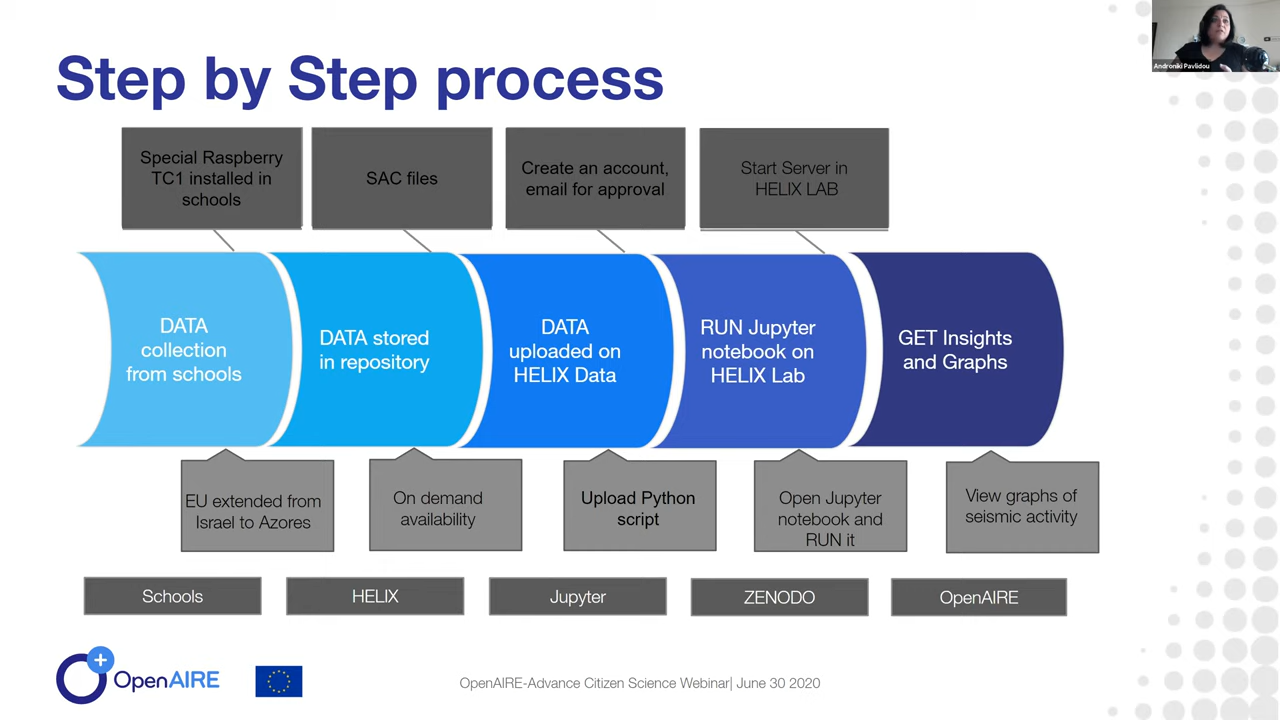 Step by Step process
Androniki Pavlidou
Special Raspberry
TC1 installed in
schools
SAC files
Create an account,
email for approval
Start Server in
HELIX LAB
DATA
collection
from schools
DATA stored
in repository
DATA
uploaded on
HELIX Data
RUN Jupyter
notebook on
HELIX Lab
GET Insights
and Graphs
EU extended from
Israel to Azores
On demand
availability
Upload Python
script
Open Jupyter
notebook and
RUN it
View graphs of
seismic activity
Schools
HELIX
Jupyter
ZENODO
OpenAIRE
OpenAIRE
OpenAIRE-Advance Citizen Science Webinar| June 30 2020